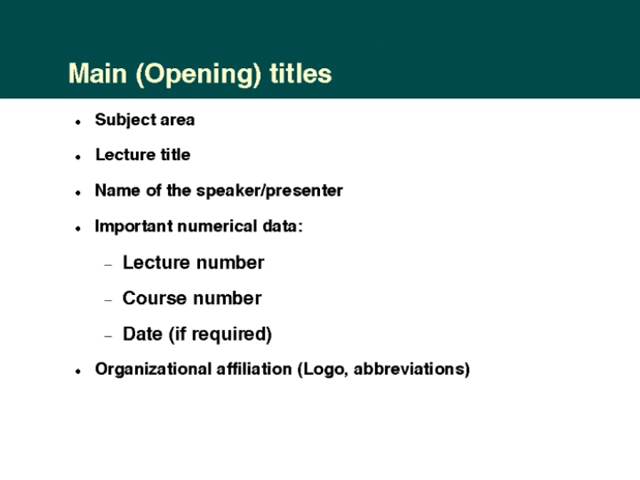 Main (Opening) titles
• Subject area
• Lecture title
• Name of the speaker/presenter
• Important numerical data:
– Lecture number
– Course number
– Date (if required)
• Organizational affiliation (Logo, abbreviations)